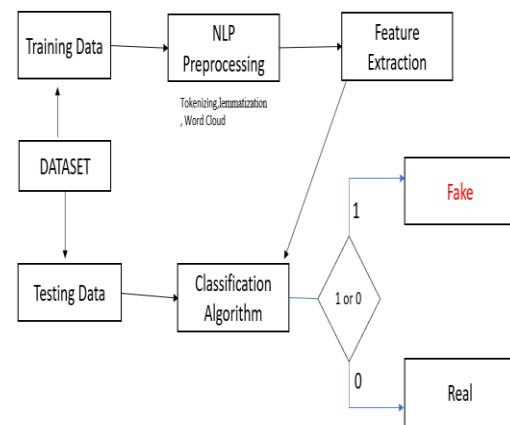 Training Data
NLP
Preprocessing
Feature
Extraction
Tokenizing,lemmatization
, Word Cloud
DATASET
Fake
1
Testing Data
Classification
Algorithm
1 or 0
0
Real